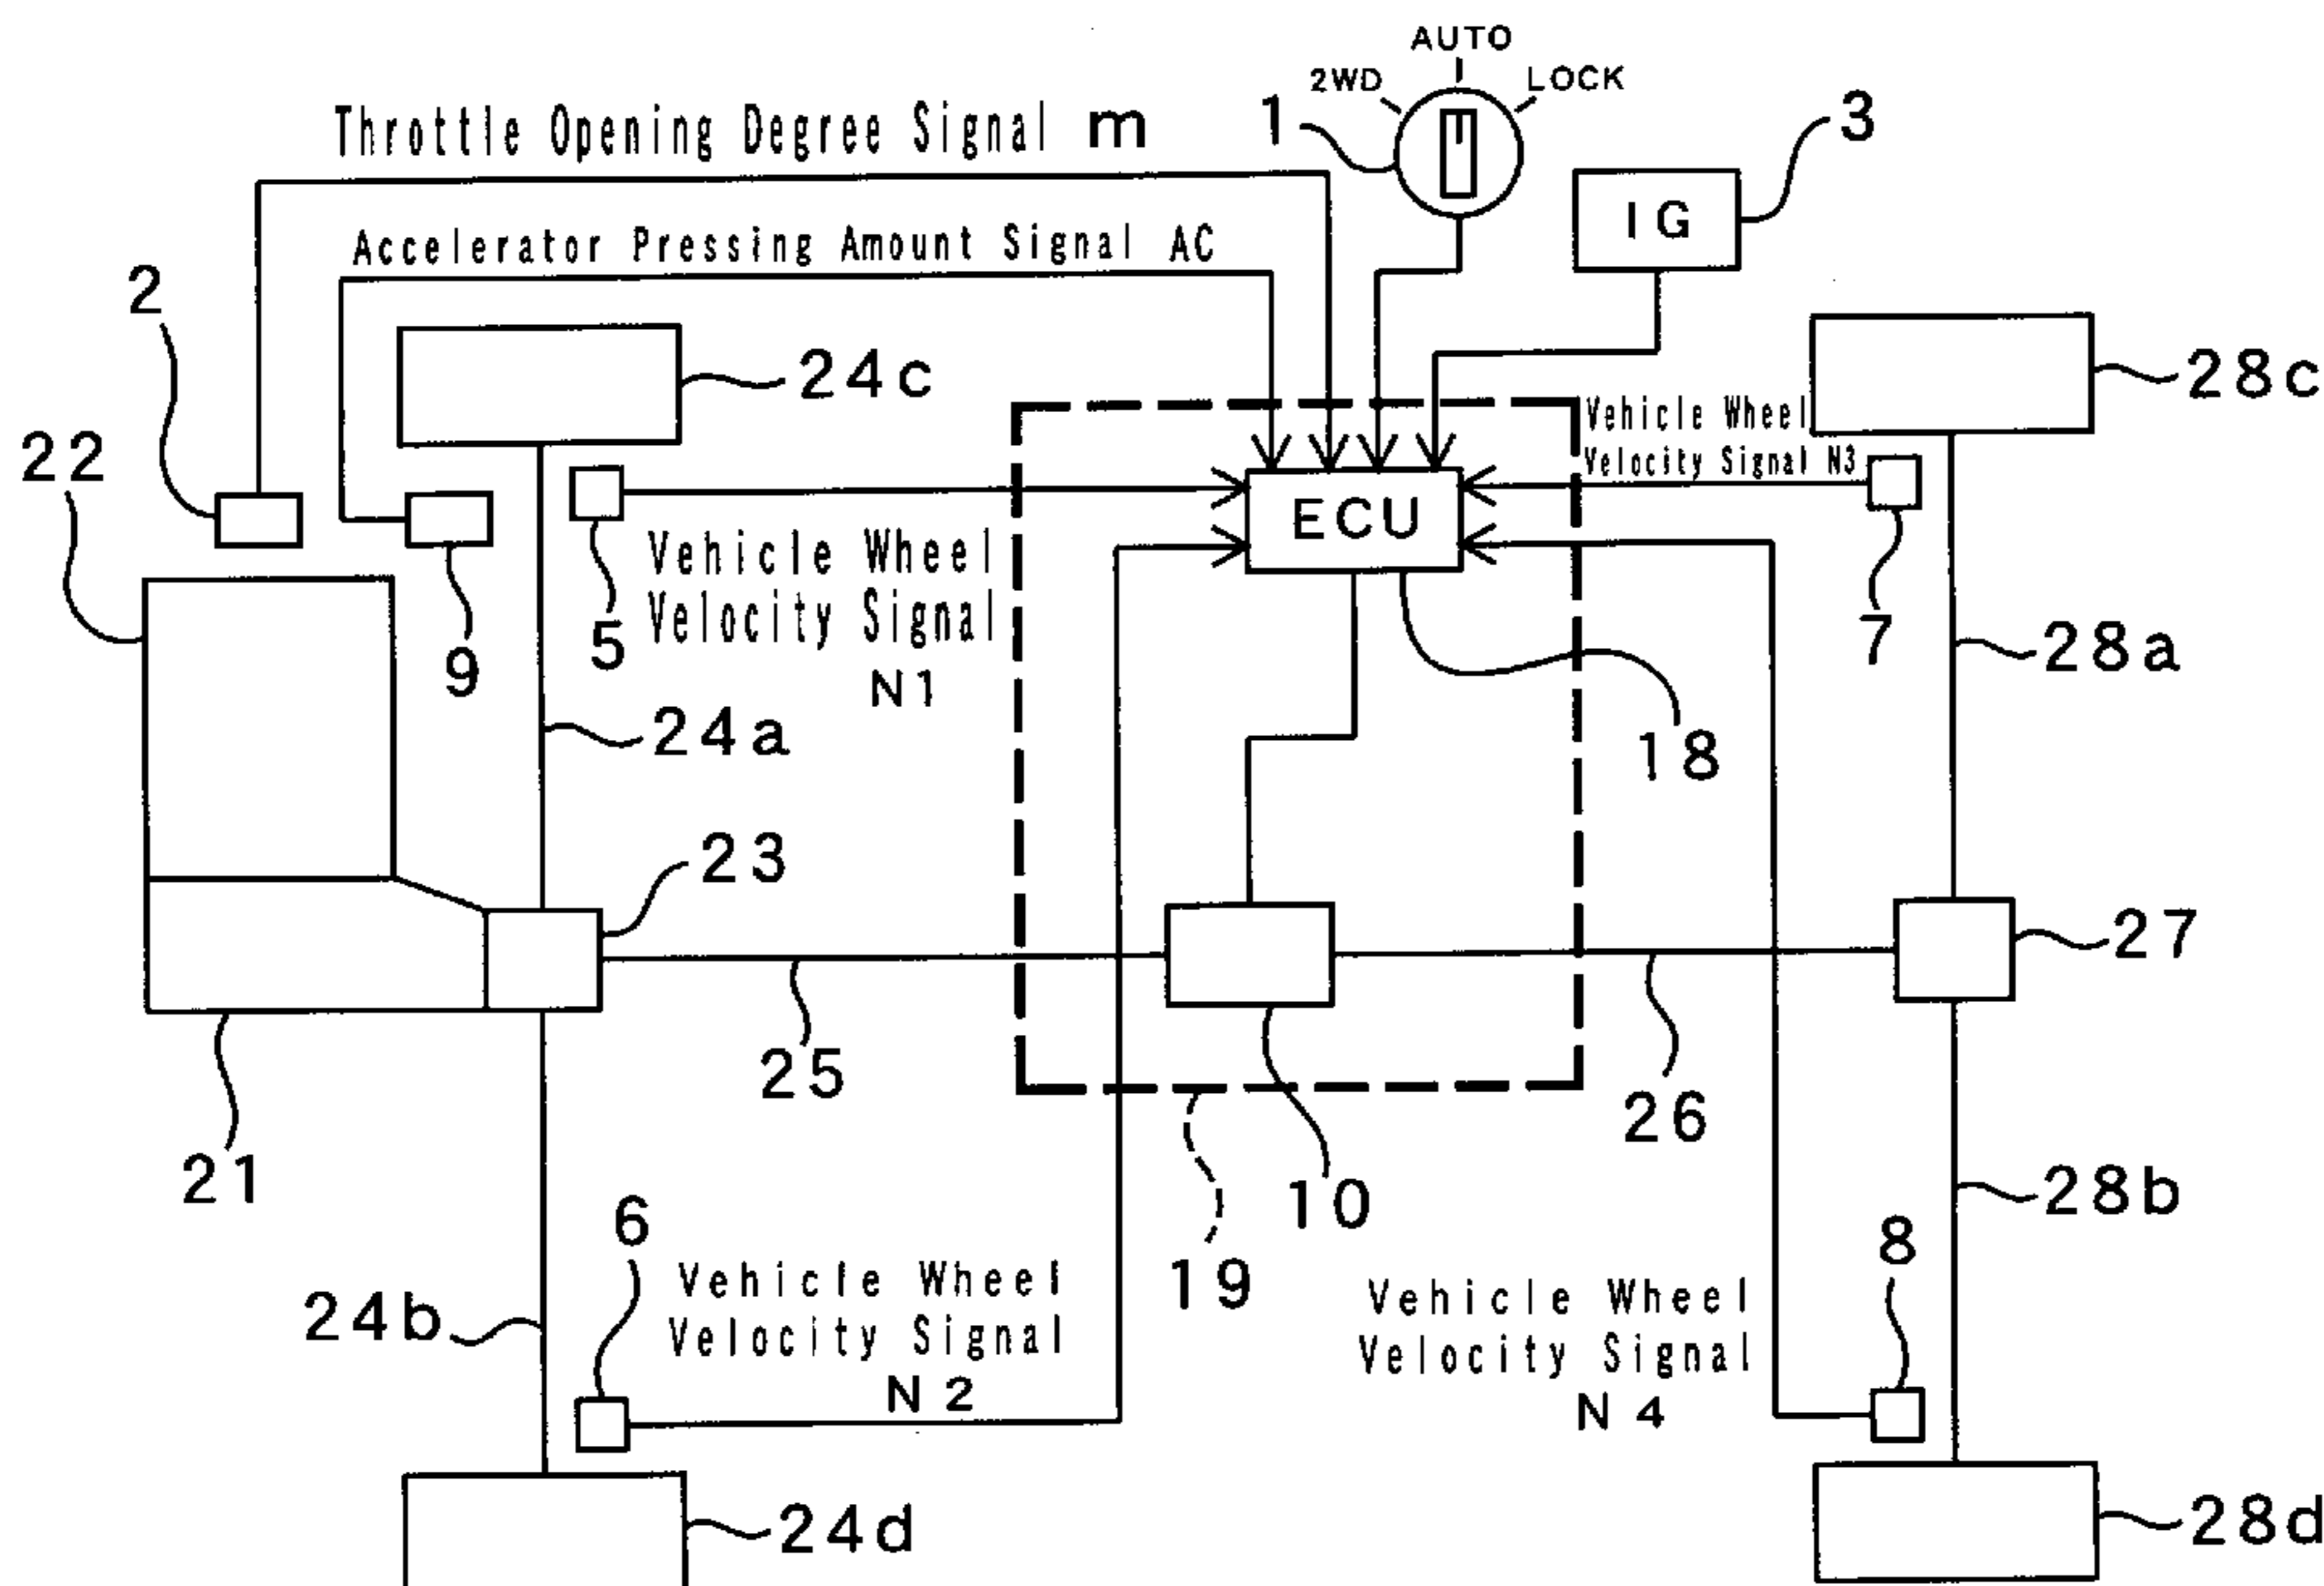 AUTO
2WD
LOCK
1
3
Throttle Opening Degree Signal m
IG
Accelerator Pressing Amount Signal AC
2
24c
28c
Vehicle Wheel
Velocity Signal N3
22
ECU
Vehicle Wheel
Velocity Signal
N1
5
9
7
28a
24a
18
23
27
25
26
21
10
28b
6
8
19
Vehicle Wheel
Velocity Signal
N2
Vehicle Wheel
Velocity Signal
N4
24b
24d
28d